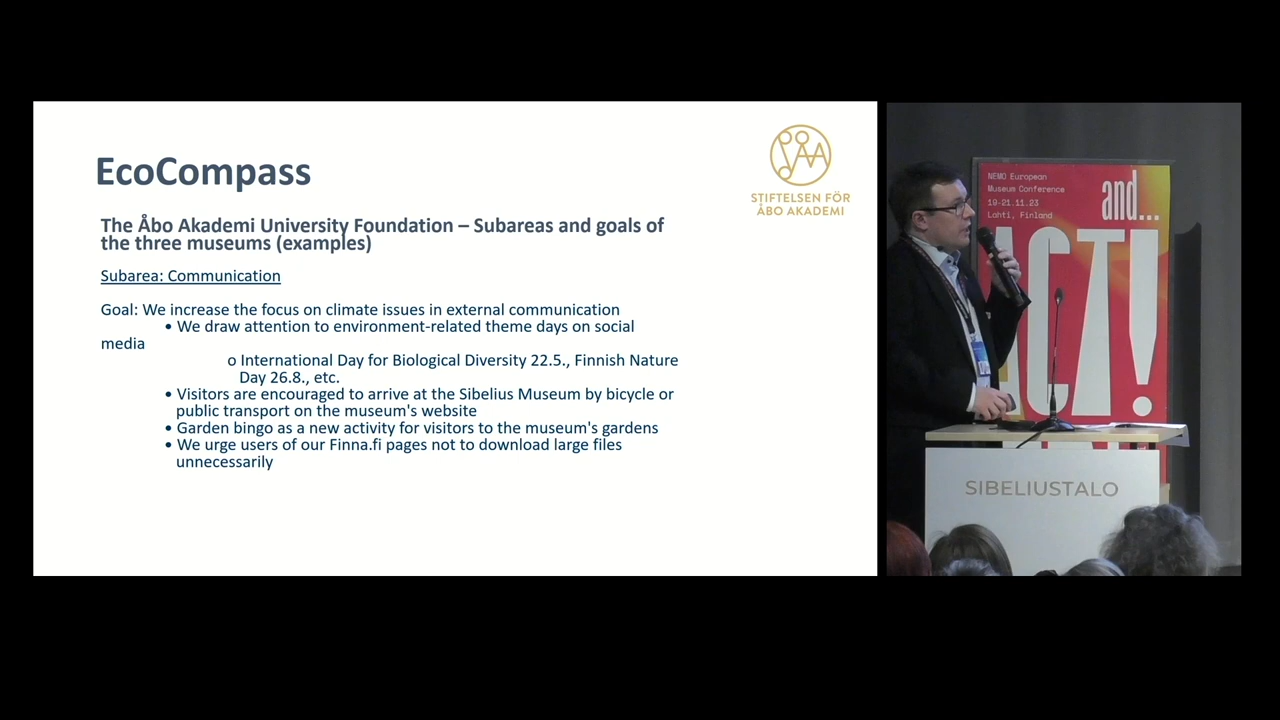 EcoCompass
STIFTELSEN FÖR
ÅBO AKADEMI
The Åbo Akademi University Foundation – Subareas and goals of
the three museums (examples)
Subarea: Communication
Goal: We increase the focus on climate issues in external communication
• We draw attention to environment-related theme days on social
media
o International Day for Biological Diversity 22.5., Finnish Nature
Day 26.8., etc.
• Visitors are encouraged to arrive at the Sibelius Museum by bicycle or
public transport on the museum's website
• Garden bingo as a new activity for visitors to the museum's gardens
• We urge users of our Finna.fi pages not to download large files
unnecessarily
NEMO European
Museum Conference
19-21.11.23
Lahti, Finland
and...
ACT!
SIBELIUSTALO